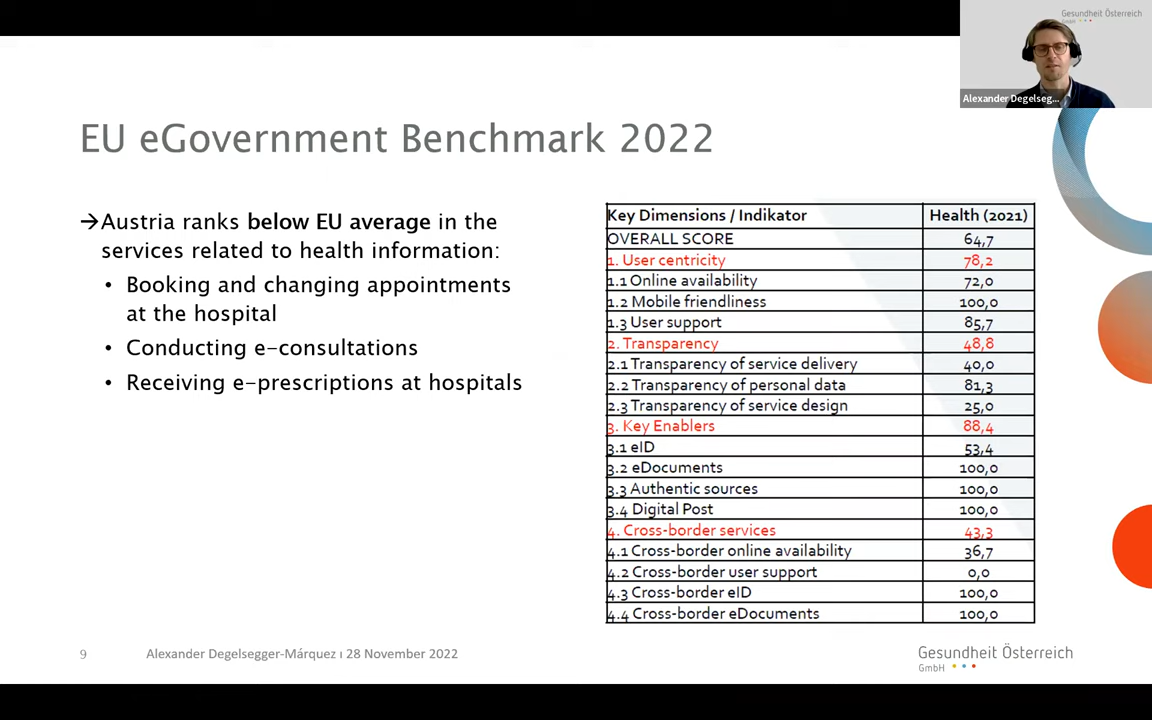 Gesundheit Österreich
GmbH
Alexander Degelseg...
EU eGovernment Benchmark 2022
→Austria ranks below EU average in the
services related to health information:
• Booking and changing appointments
at the hospital
• Conducting e-consultations
• Receiving e-prescriptions at hospitals
Key Dimensions / Indikator Health (2021)
OVERALL SCORE 64,7
1. User centricity 78,2
1.1 Online availability 72,0
1.2 Mobile friendliness 100,0
1.3 User support 85,7
2. Transparency 48,8
2.1 Transparency of service delivery 40,0
2.2 Transparency of personal data 81,3
2.3 Transparency of service design 25,0
3. Key Enablers 88,4
3.1 eID 53,4
3.2 eDocuments 100,0
3.3 Authentic sources 100,0
3.4 Digital Post 100,0
4. Cross-border services 43,3
4.1 Cross-border online availability 36,7
4.2 Cross-border user support 0,0
4.3 Cross-border eID 100,0
4.4 Cross-border eDocuments 100,0
9 Alexander Degelsegger-Márquez ı 28 November 2022
Gesundheit Österreich
GmbH